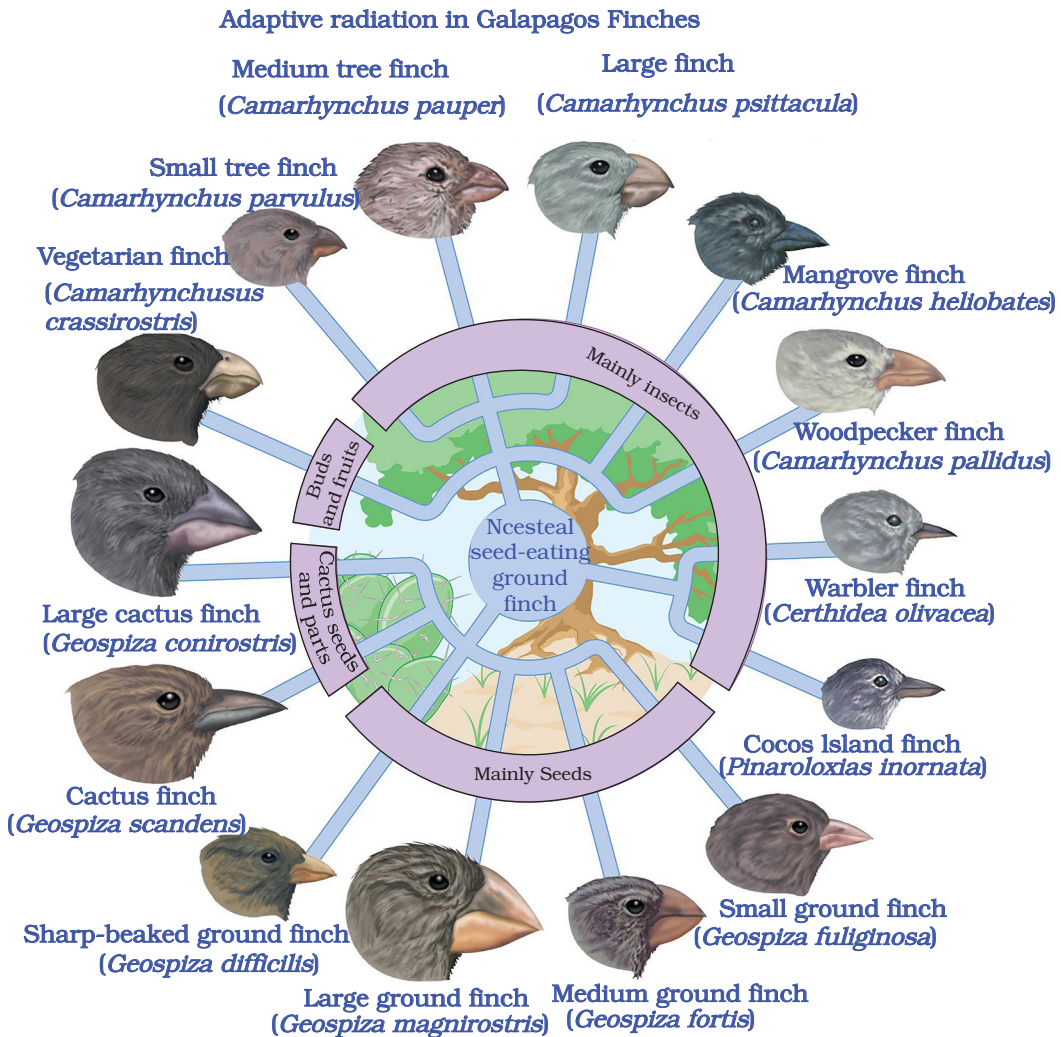 Adaptive radiation in Galapagos Finches
Medium tree finch
(Camarhynchus pauper)
Large finch
(Camarhynchus psittacula)
Small tree finch
(Camarhynchus parvulus)
Vegetarian finch
(Camarhynchusus
crassirostris)
Mangrove finch
(Camarhynchus heliobates)
Mainly insects
Woodpecker finch
(Camarhynchus pallidus)
Buds
and fruits
Ncesteal
seed-eating
ground
finch
Cactus seeds
and parts
Warbler finch
(Certhidea olivacea)
Large cactus finch
(Geospiza conirostris)
Cocos lsland finch
(Pinaroloxias inornata)
Mainly Seeds
Cactus finch
(Geospiza scandens)
Small ground finch
(Geospiza fuliginosa)
Sharp-beaked ground finch
(Geospiza difficilis)
Large ground finch
(Geospiza magnirostris)
Medium ground finch
(Geospiza fortis)